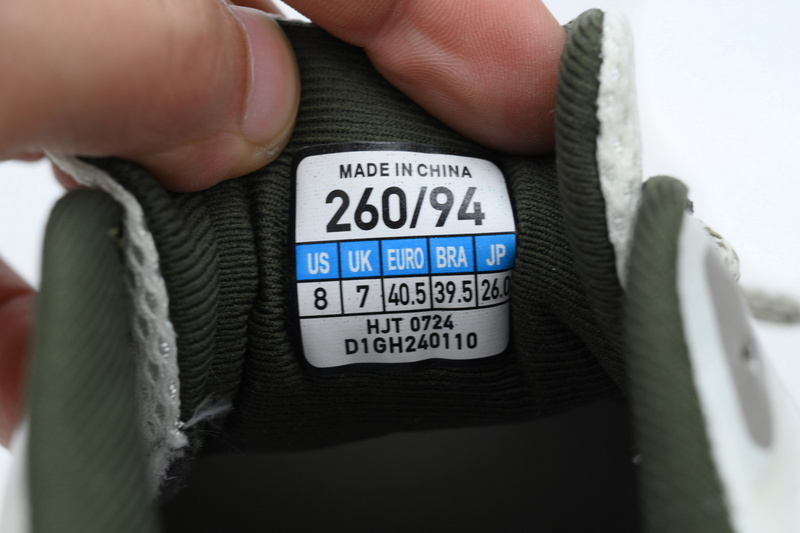 MADE IN CHINA
260/94
US UK EURO BRA JP
8 7 40.5 39.5 26.0
HJT 0724
D1GH240110